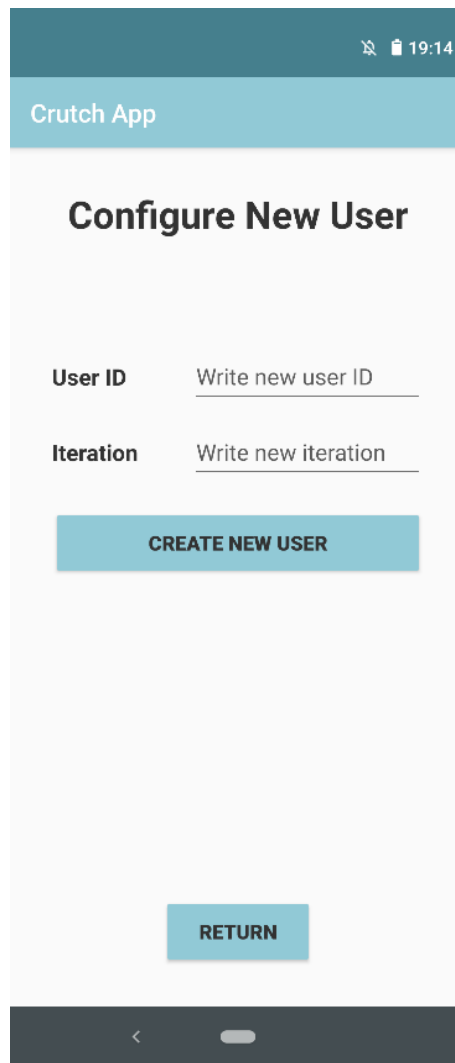 19:14
Crutch App
Configure New User
User ID Write new user ID
Iteration Write new iteration
CREATE NEW USER
RETURN